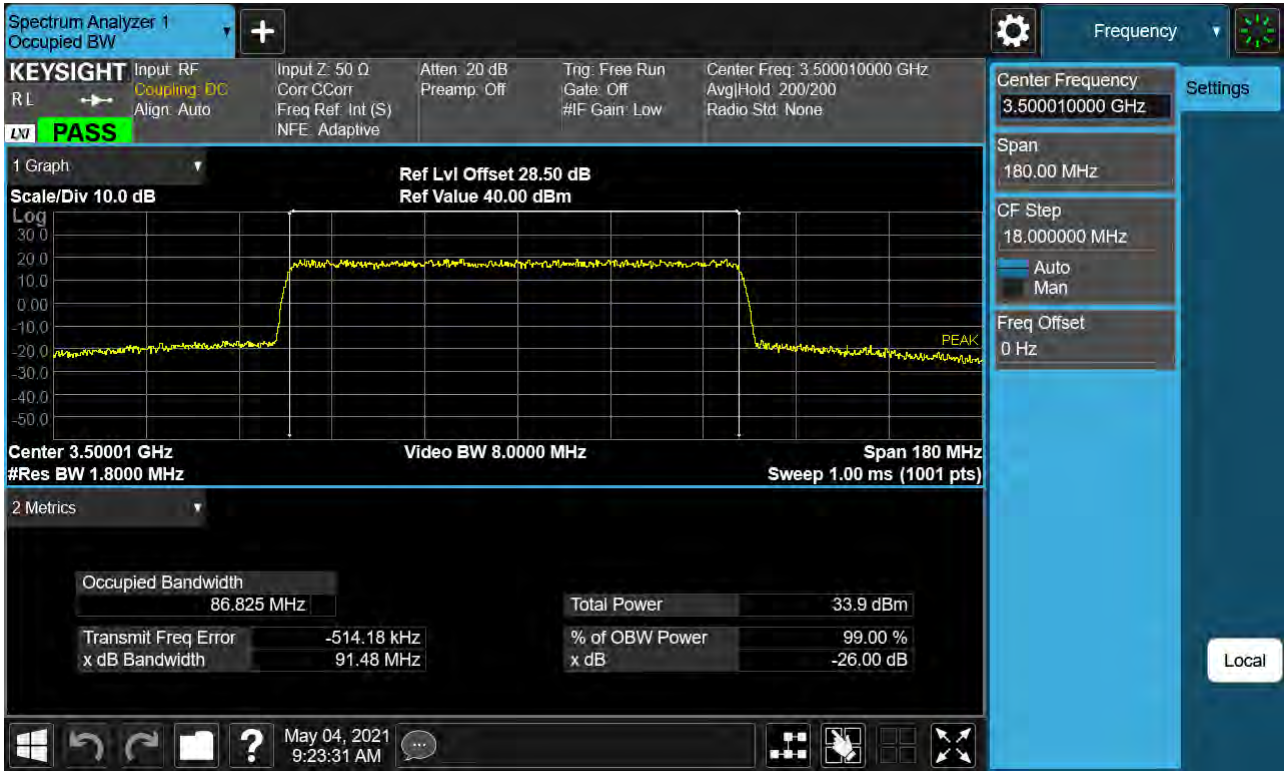 Spectrum Analyzer 1
Occupied BW
+
Frequency
KEYSIGHT
RL
LXI PASS
Input: RF
Coupling: DC
Align: Auto
Input Z: 50 Ω
Corr CCorr
Freq Ref: Int (S)
NFE: Adaptive
Atten: 20 dB
Preamp: Off
Trig: Free Run
Gate: Off
#IF Gain: Low
Center Freq: 3.500010000 GHz
Avg|Hold: 200/200
Radio Std: None
Center Frequency
3.500010000 GHz
Settings
Span
180.00 MHz
CF Step
18.000000 MHz
Auto
Man
Freq Offset
0 Hz
Local
1 Graph
Scale/Div 10.0 dB
Ref Lvl Offset 28.50 dB
Ref Value 40.00 dBm
Log
30.0
20.0
10.0
0.00
-10.0
-20.0
-30.0
-40.0
-50.0
PEAK
Center 3.50001 GHz
#Res BW 1.8000 MHz
Video BW 8.0000 MHz
Span 180 MHz
Sweep 1.00 ms (1001 pts)
2 Metrics
Occupied Bandwidth
86.825 MHz
Transmit Freq Error -514.18 kHz
x dB Bandwidth 91.48 MHz
Total Power 33.9 dBm
% of OBW Power 99.00 %
x dB -26.00 dB
?
May 04, 2021
9:23:31 AM